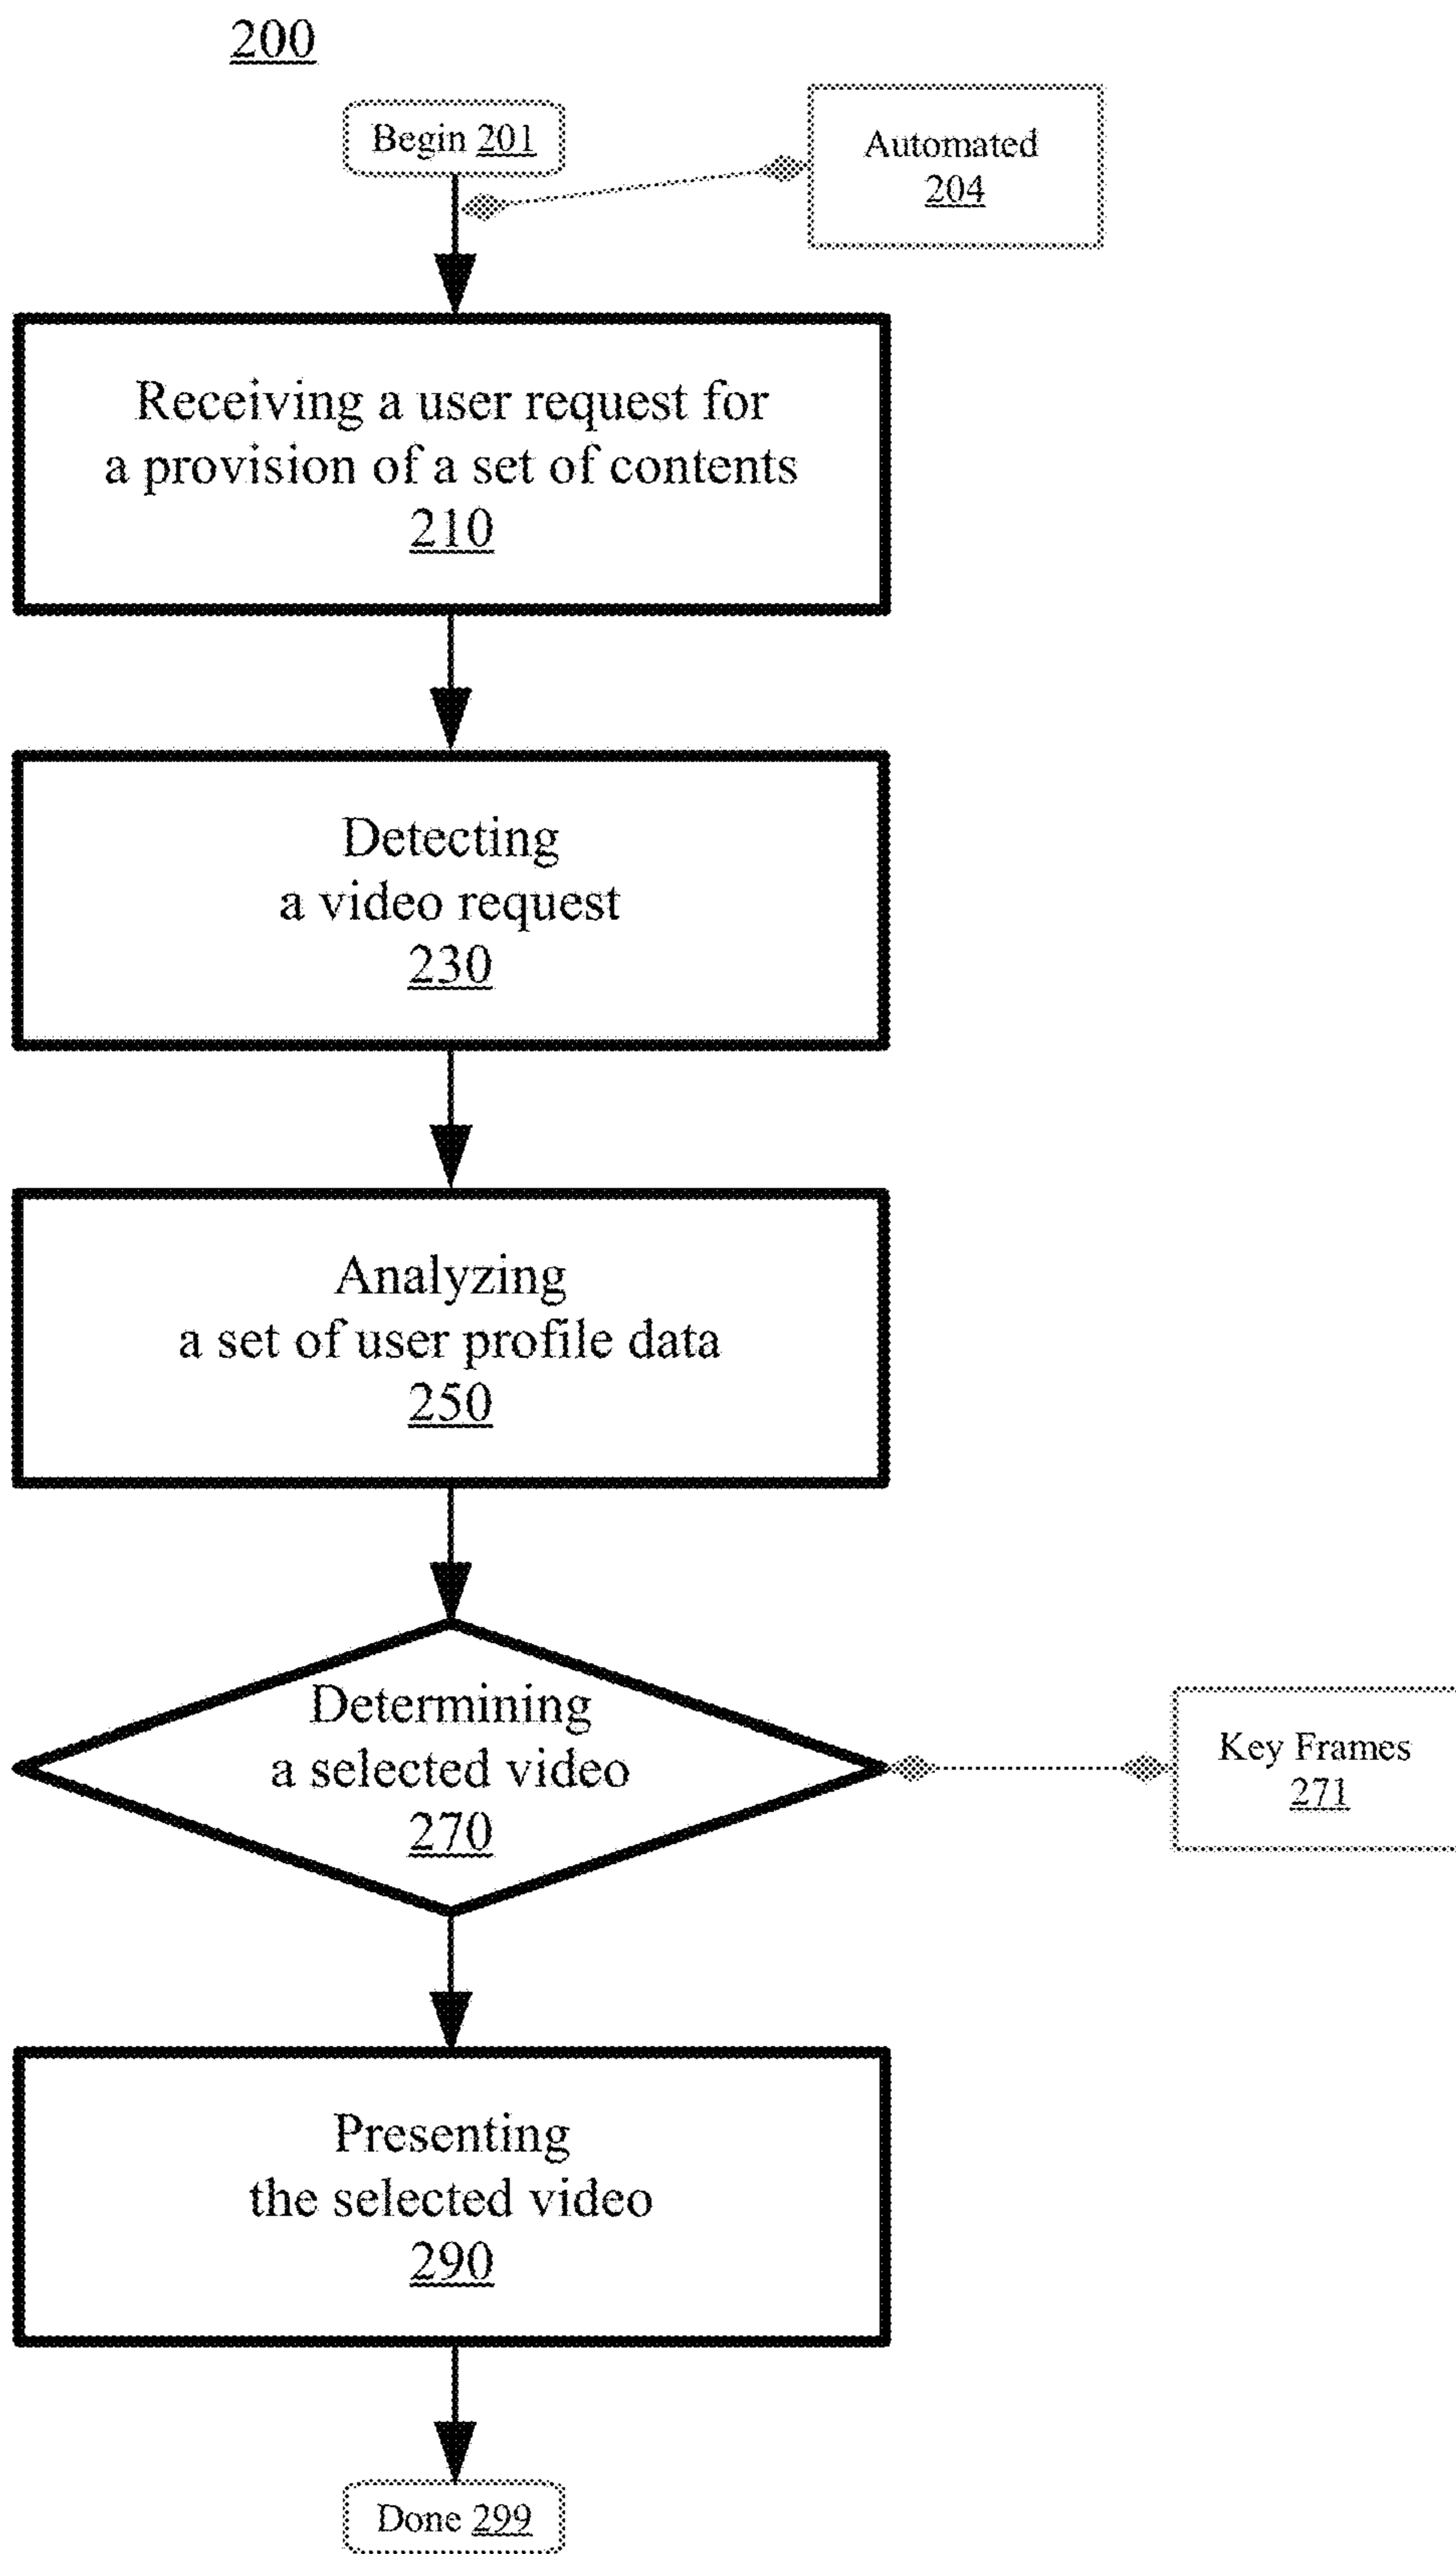 200
Begin 201
Automated
204
Receiving a user request for
a provision of a set of contents
210
Detecting
a video request
230
Analyzing
a set of user profile data
250
Determining
a selected video
270
Key Frames
271
Presenting
the selected video
290
Done 299